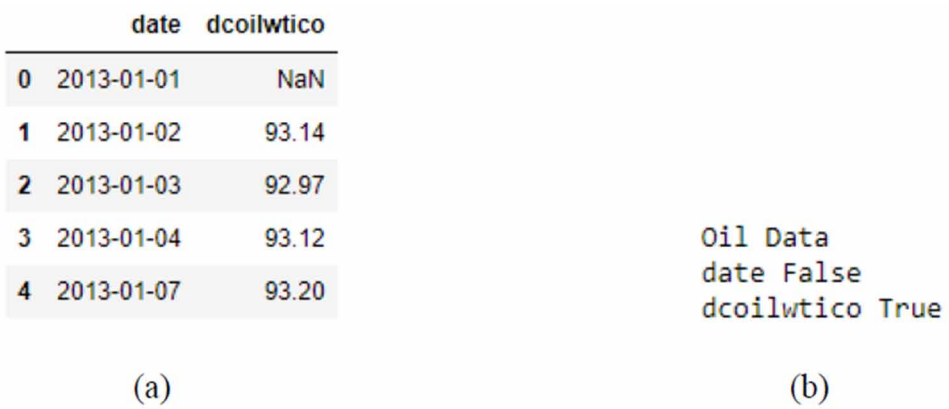 date dcoilwtico
0 2013-01-01 NaN
1 2013-01-02 93.14
2 2013-01-03 92.97
3 2013-01-04 93.12
4 2013-01-07 93.20
(a)
Oil Data
date False
dcoilwtico True
(b)